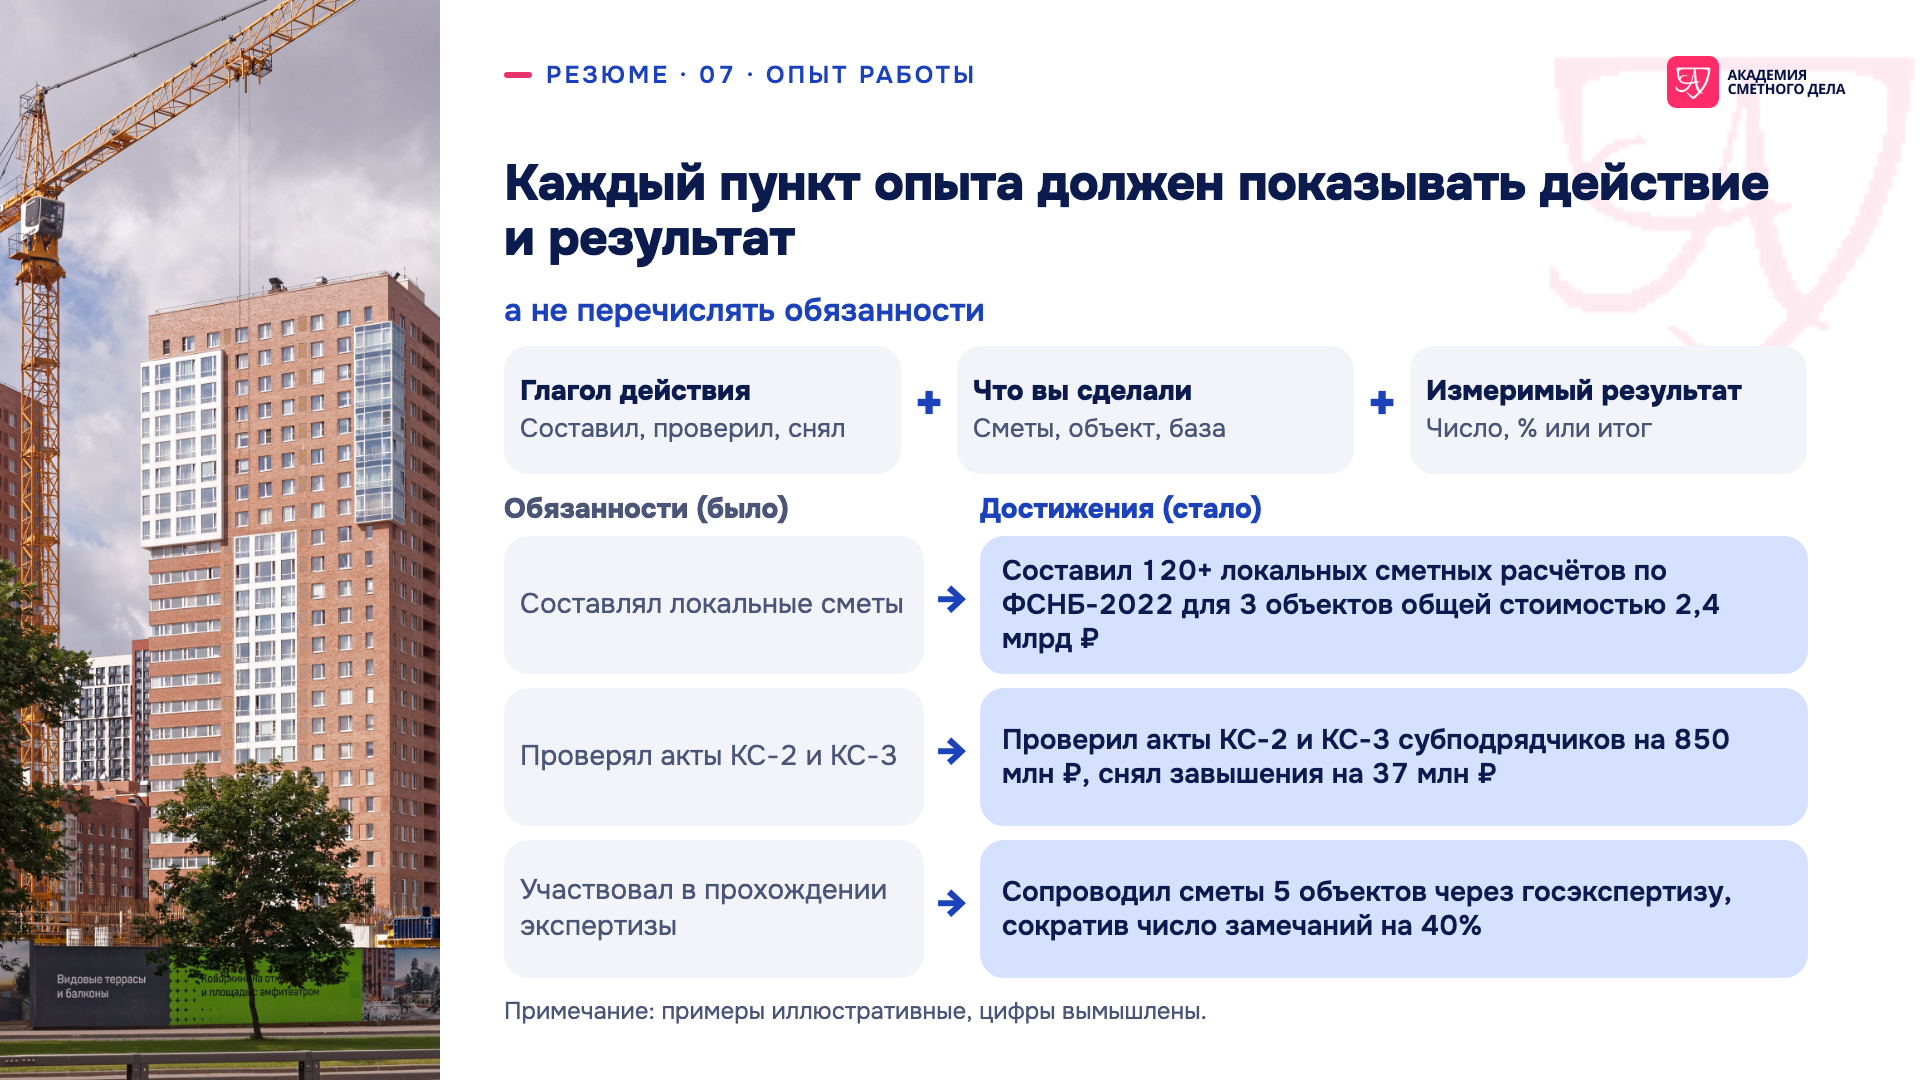 РЕЗЮМЕ · 07 · ОПЫТ РАБОТЫ
АКАДЕМИЯ
СМЕТНОГО ДЕЛА
Каждый пункт опыта должен показывать действие
и результат
а не перечислять обязанности
Глагол действия
Составил, проверил, снял
+
Что вы сделали
Сметы, объект, база
+
Измеримый результат
Число, % или итог
Обязанности (было)
Достижения (стало)
Составлял локальные сметы
→
Составил 120+ локальных сметных расчётов по
ФСНБ-2022 для 3 объектов общей стоимостью 2,4
млрд ₽
Проверял акты КС-2 и КС-3
→
Проверил акты КС-2 и КС-3 субподрядчиков на 850
млн ₽, снял завышения на 37 млн ₽
Участвовал в прохождении
экспертизы
→
Сопроводил сметы 5 объектов через госэкспертизу,
сократив число замечаний на 40%
Примечание: примеры иллюстративные, цифры вымышлены.
Видовые террасы
и балконы
и площадь с амфитеатром